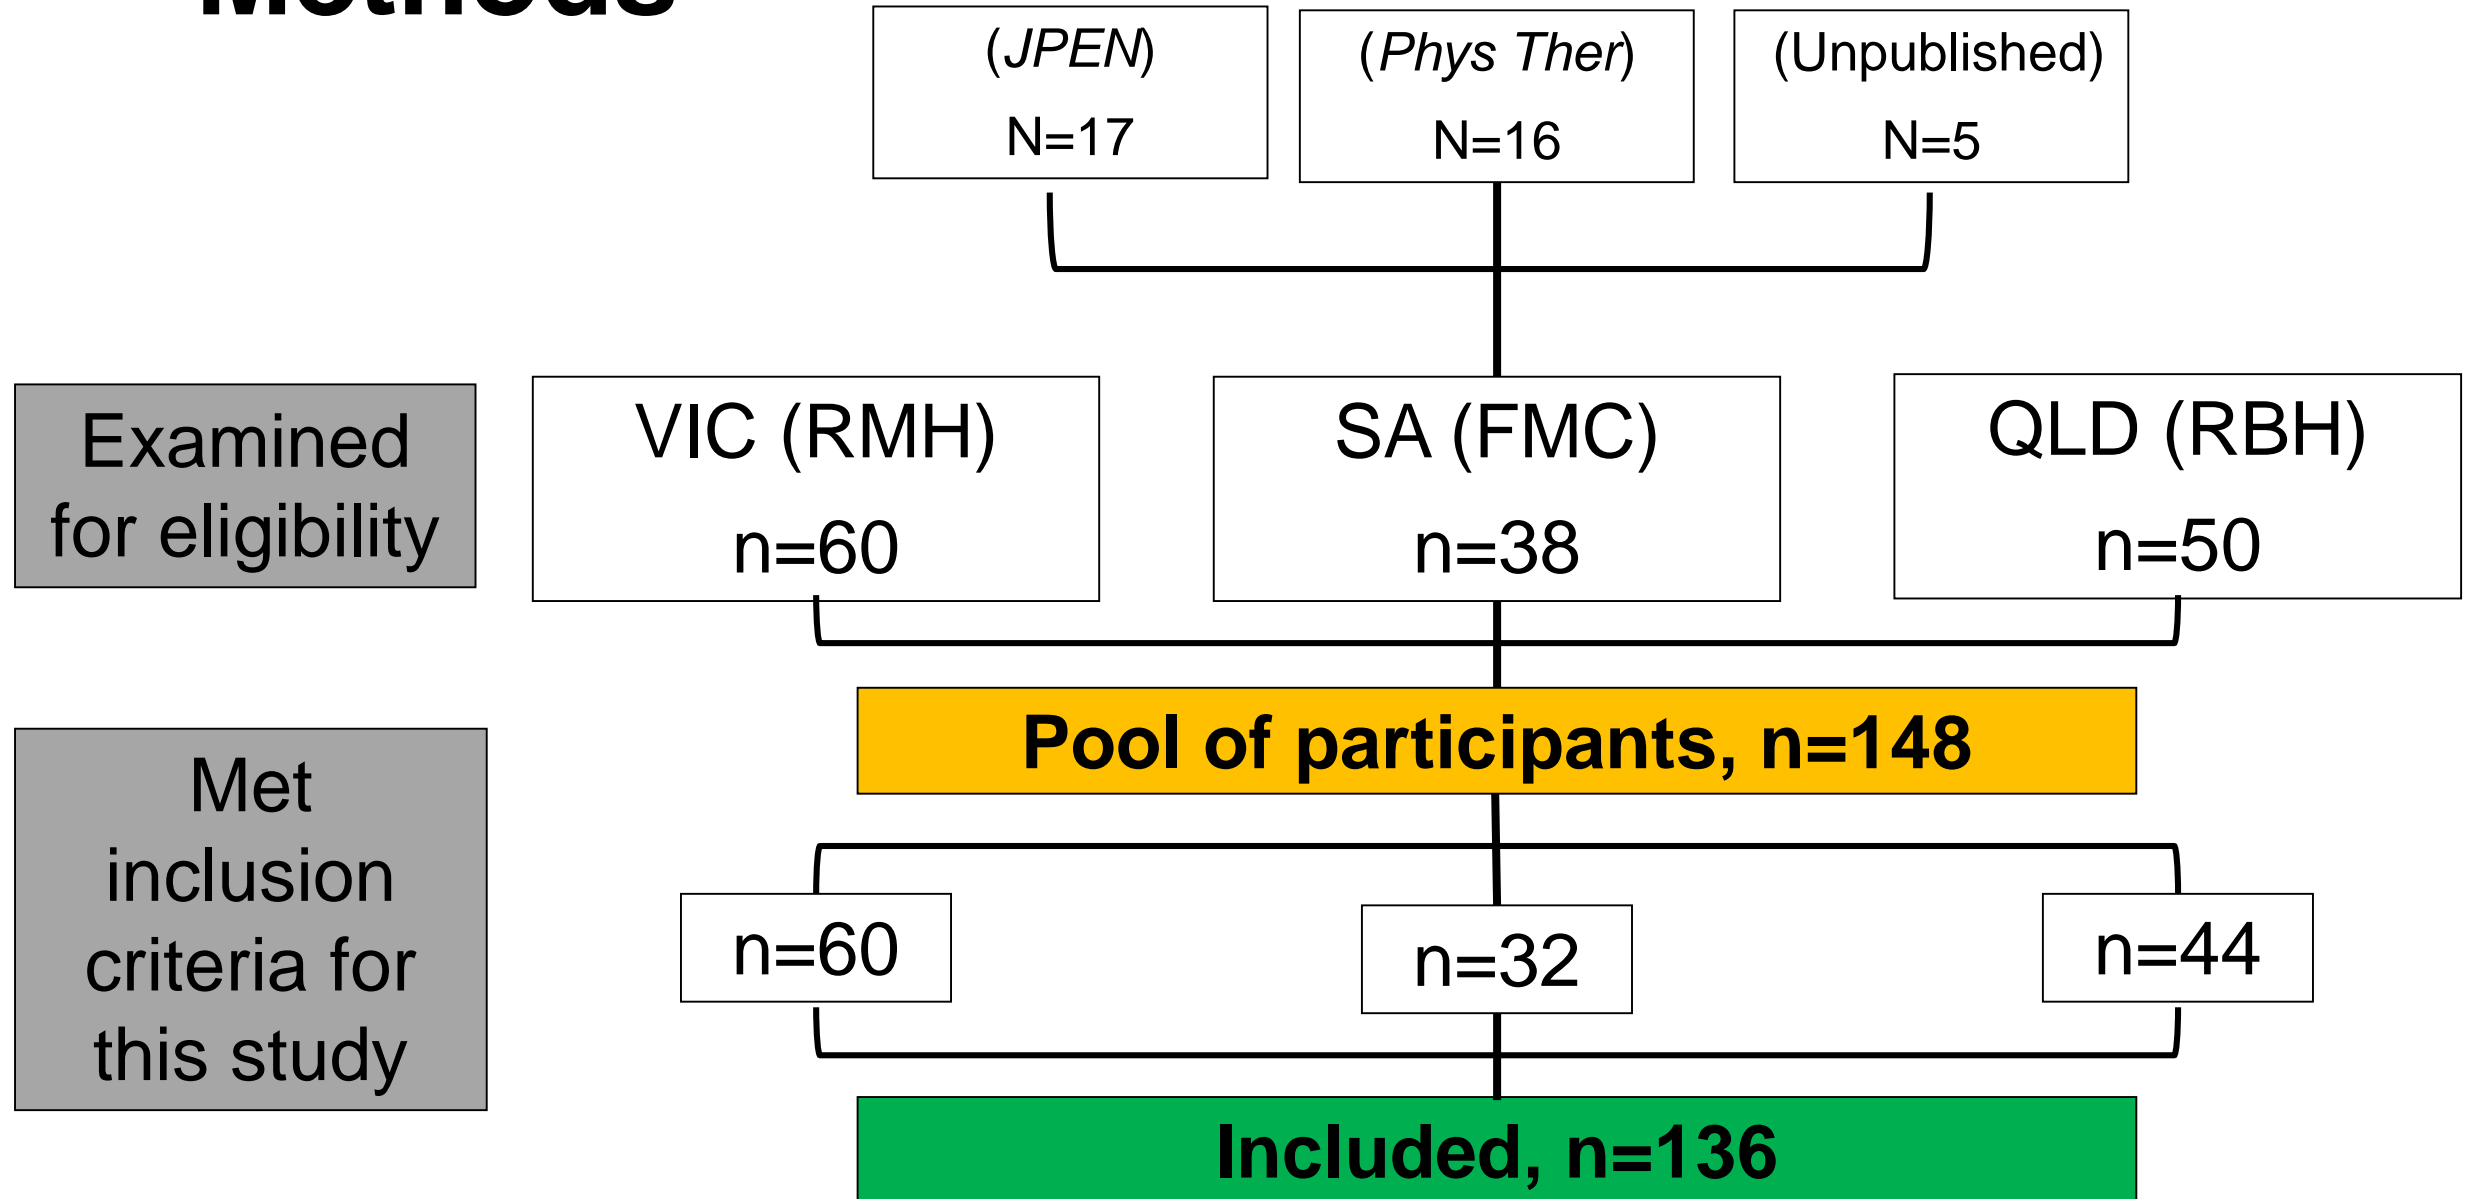 Methods
(JPEN)
N=17
(Phys Ther)
N=16
(Unpublished)
N=5
Examined
for eligibility
VIC (RMH)
n=60
SA (FMC)
n=38
QLD (RBH)
n=50
Pool of participants, n=148
Met
inclusion
criteria for
this study
n=60
n=32
n=44
Included, n=136